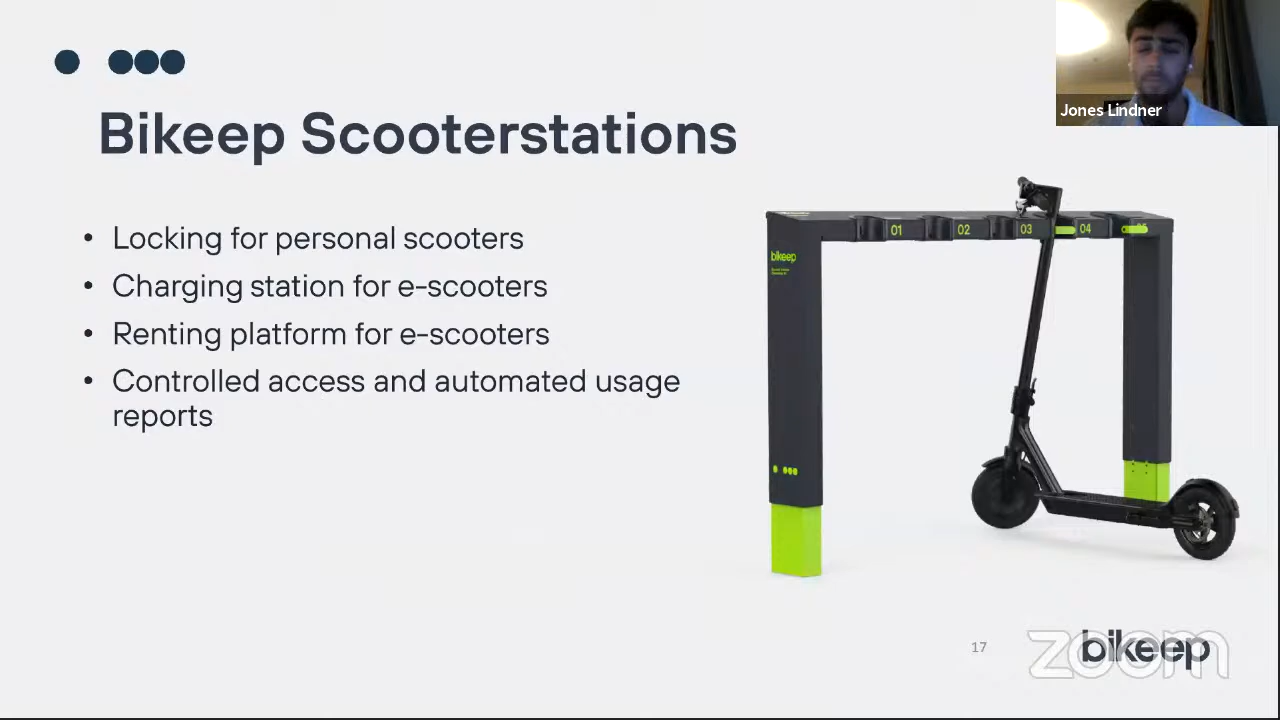 Jones Lindner
Bikeep Scooterstations
• Locking for personal scooters
• Charging station for e-scooters
• Renting platform for e-scooters
• Controlled access and automated usage
reports
01 02 03 04 05
bikeep
17
zoom
bikeep